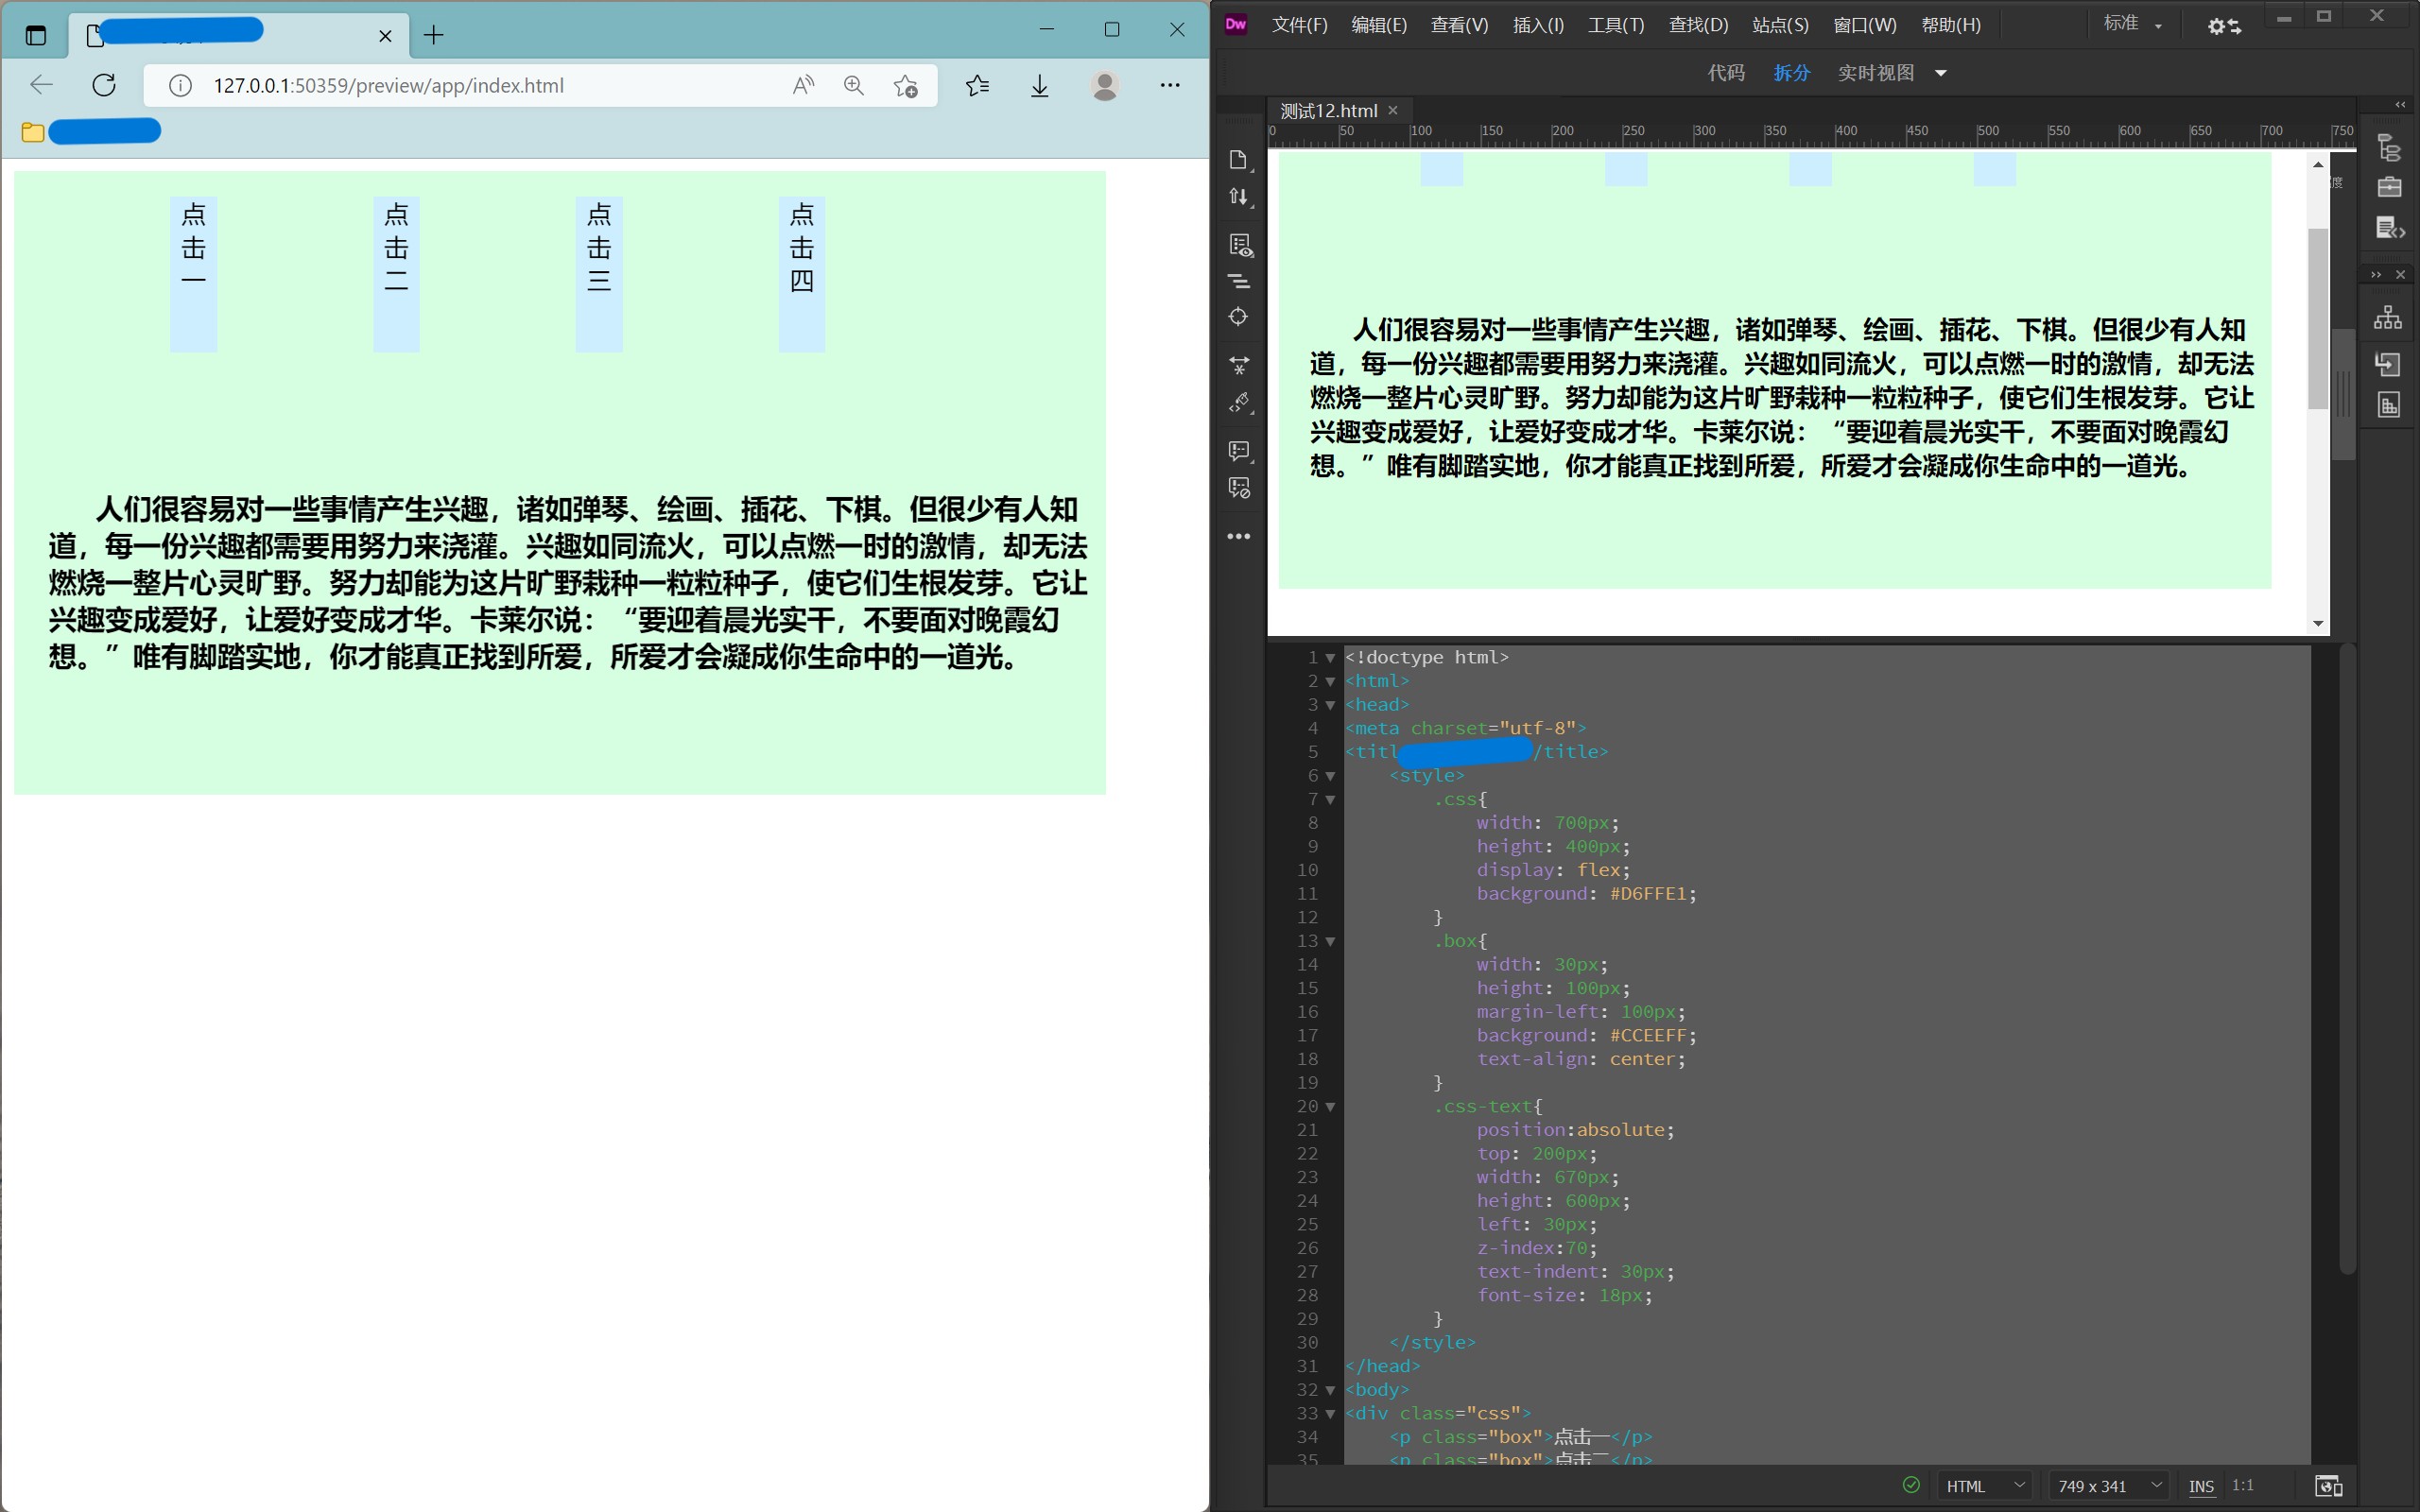 127.0.0.1:50359/preview/app/index.html
点
击
一
点
击
二
点
击
三
点
击
四
人们很容易对一些事情产生兴趣，诸如弹琴、绘画、插花、下棋。但很少有人知
道，每一份兴趣都需要用努力来浇灌。兴趣如同流火，可以点燃一时的激情，却无法
燃烧一整片心灵旷野。努力却能为这片旷野栽种一粒粒种子，使它们生根发芽。它让
兴趣变成爱好，让爱好变成才华。卡莱尔说：“要迎着晨光实干，不要面对晚霞幻
想。”唯有脚踏实地，你才能真正找到所爱，所爱才会凝成你生命中的一道光。
Dw 文件(F) 编辑(E) 查看(V) 插入(I) 工具(T) 查找(D) 站点(S) 窗口(W) 帮助(H) 标准
代码 拆分 实时视图
测试12.html
0 50 100 150 200 250 300 350 400 450 500 550 600 650 700 750
度
人们很容易对一些事情产生兴趣，诸如弹琴、绘画、插花、下棋。但很少有人知
道，每一份兴趣都需要用努力来浇灌。兴趣如同流火，可以点燃一时的激情，却无法
燃烧一整片心灵旷野。努力却能为这片旷野栽种一粒粒种子，使它们生根发芽。它让
兴趣变成爱好，让爱好变成才华。卡莱尔说：“要迎着晨光实干，不要面对晚霞幻
想。”唯有脚踏实地，你才能真正找到所爱，所爱才会凝成你生命中的一道光。
1 <!doctype html>
2 <html>
3 <head>
4 <meta charset="utf-8">
5 <titl /title>
6 <style>
7 .css{
8 width: 700px;
9 height: 400px;
10 display: flex;
11 background: #D6FFE1;
12 }
13 .box{
14 width: 30px;
15 height: 100px;
16 margin-left: 100px;
17 background: #CCEEFF;
18 text-align: center;
19 }
20 .css-text{
21 position:absolute;
22 top: 200px;
23 width: 670px;
24 height: 600px;
25 left: 30px;
26 z-index:70;
27 text-indent: 30px;
28 font-size: 18px;
29 }
30 </style>
31 </head>
32 <body>
33 <div class="css">
34 <p class="box">点击一</p>
35 <p class="box">点击二</p>
HTML 749 x 341 INS 1:1